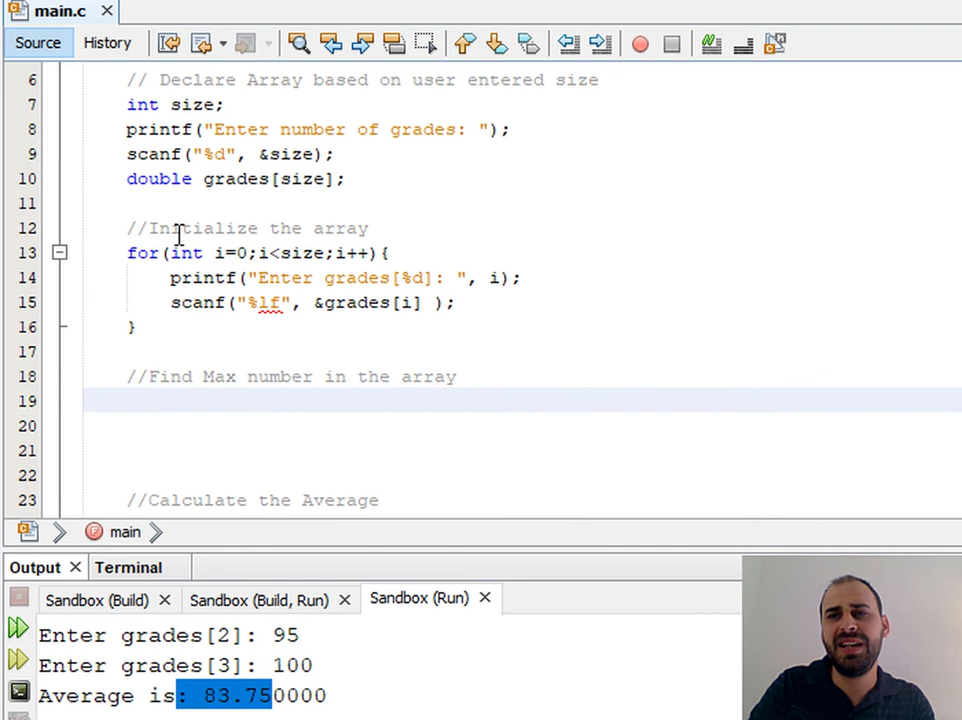 main.c
Source History
6 // Declare Array based on user entered size
7 int size;
8 printf("Enter number of grades: ");
9 scanf("%d", &size);
10 double grades[size];
11
12 //Initialize the array
13 for(int i=0;i<size;i++){
14 printf("Enter grades[%d]: ", i);
15 scanf("%lf", &grades[i] );
16 }
17
18 //Find Max number in the array
19
20
21
22
23 //Calculate the Average
main
Output Terminal
Sandbox (Build) Sandbox (Build, Run) Sandbox (Run)
Enter grades[2]: 95
Enter grades[3]: 100
Average is: 83.750000